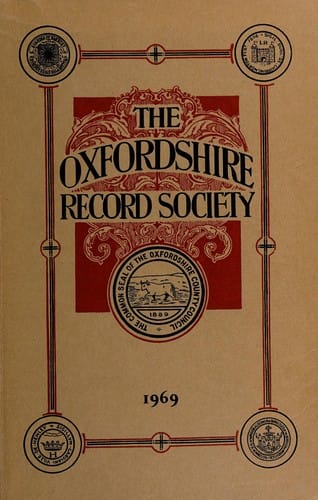 THE
OXFORDSHIRE
RECORD SOCIETY
THE COMMON SEAL OF THE OXFORDSHIRE COUNTY COUNCIL
1889
1969